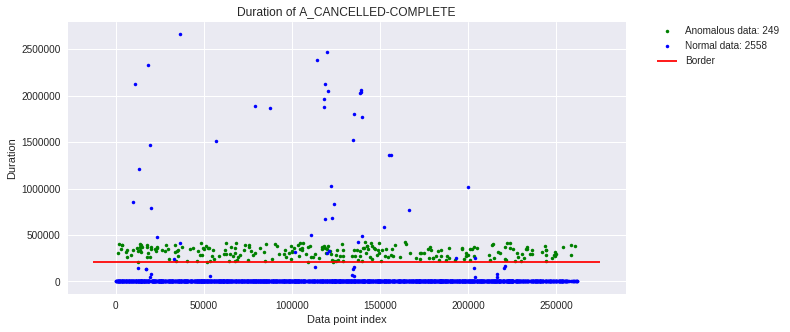 Duration of A_CANCELLED-COMPLETE
Anomalous data: 249
Normal data: 2558
Border
2500000
2000000
1500000
1000000
500000
0
Duration
0
50000
100000
150000
200000
250000
Data point index